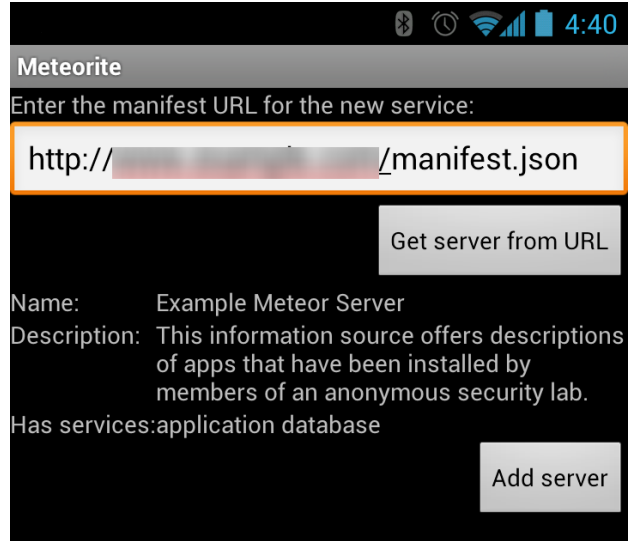 4:40
Meteorite
Enter the manifest URL for the new service:
http:// /manifest.json
Get server from URL
Name: Example Meteor Server
Description: This information source offers descriptions
of apps that have been installed by
members of an anonymous security lab.
Has services:application database
Add server